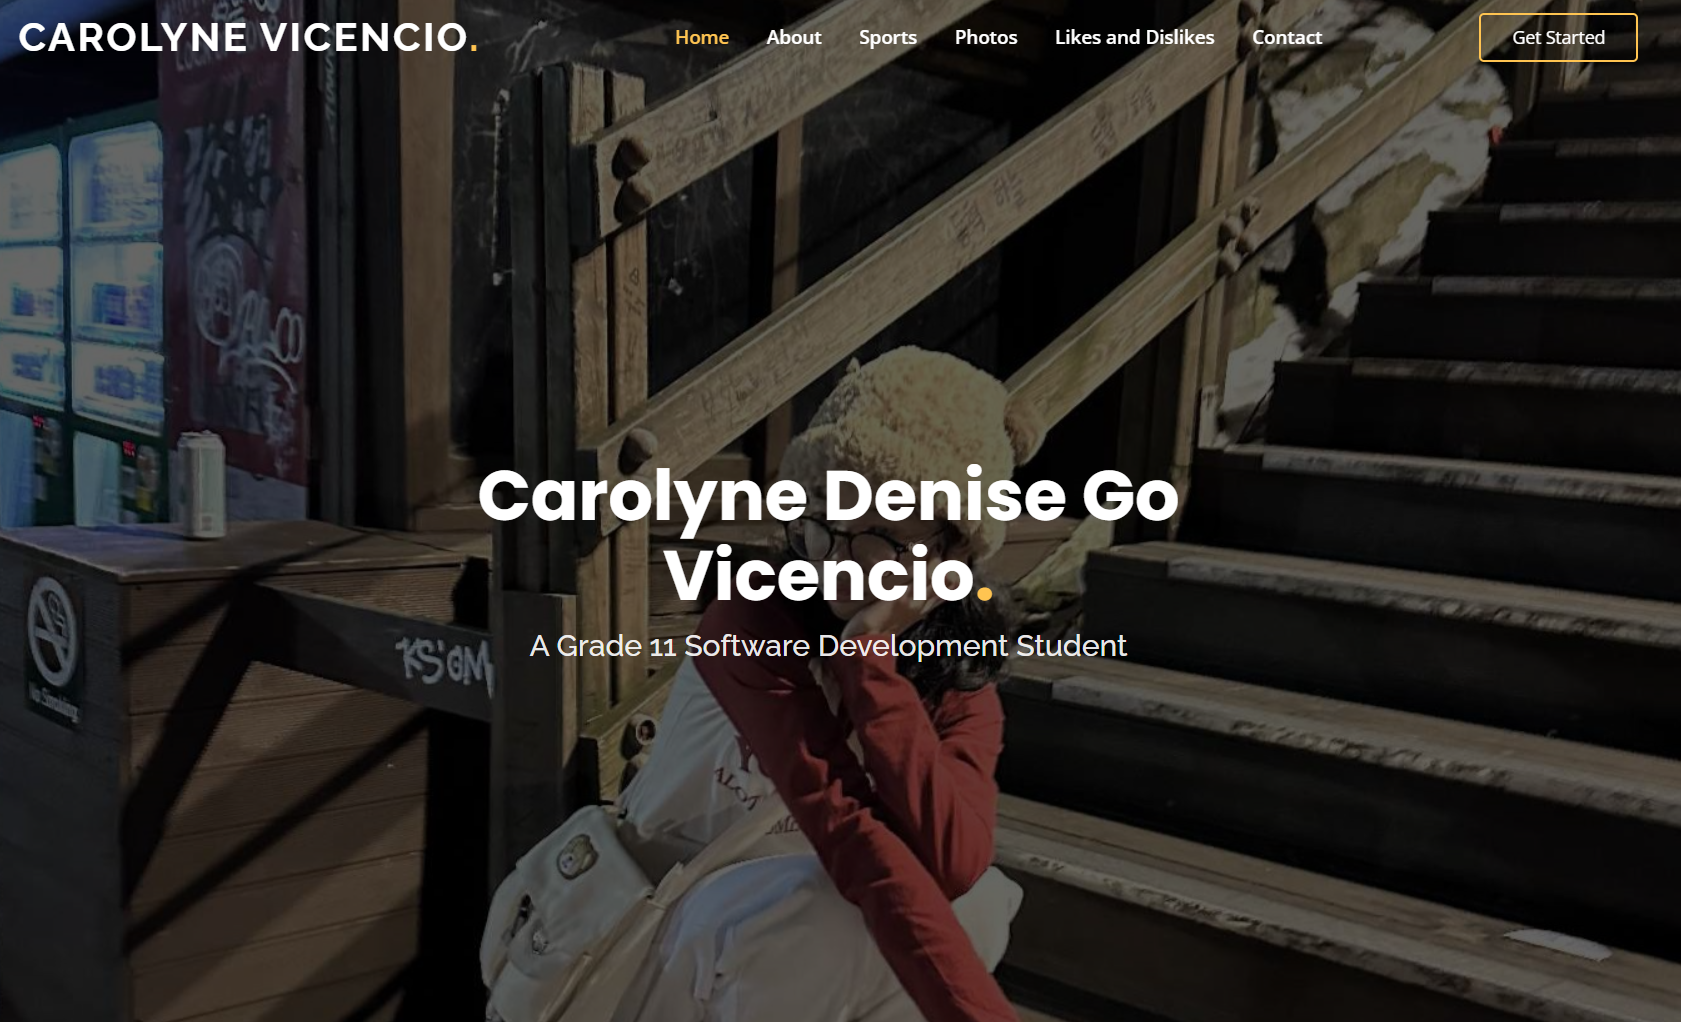 CAROLYNE VICENCIO.
Home About Sports Photos Likes and Dislikes Contact
Get Started
Carolyne Denise Go
Vicencio.
A Grade 11 Software Development Student
KS'GM
No Smoking